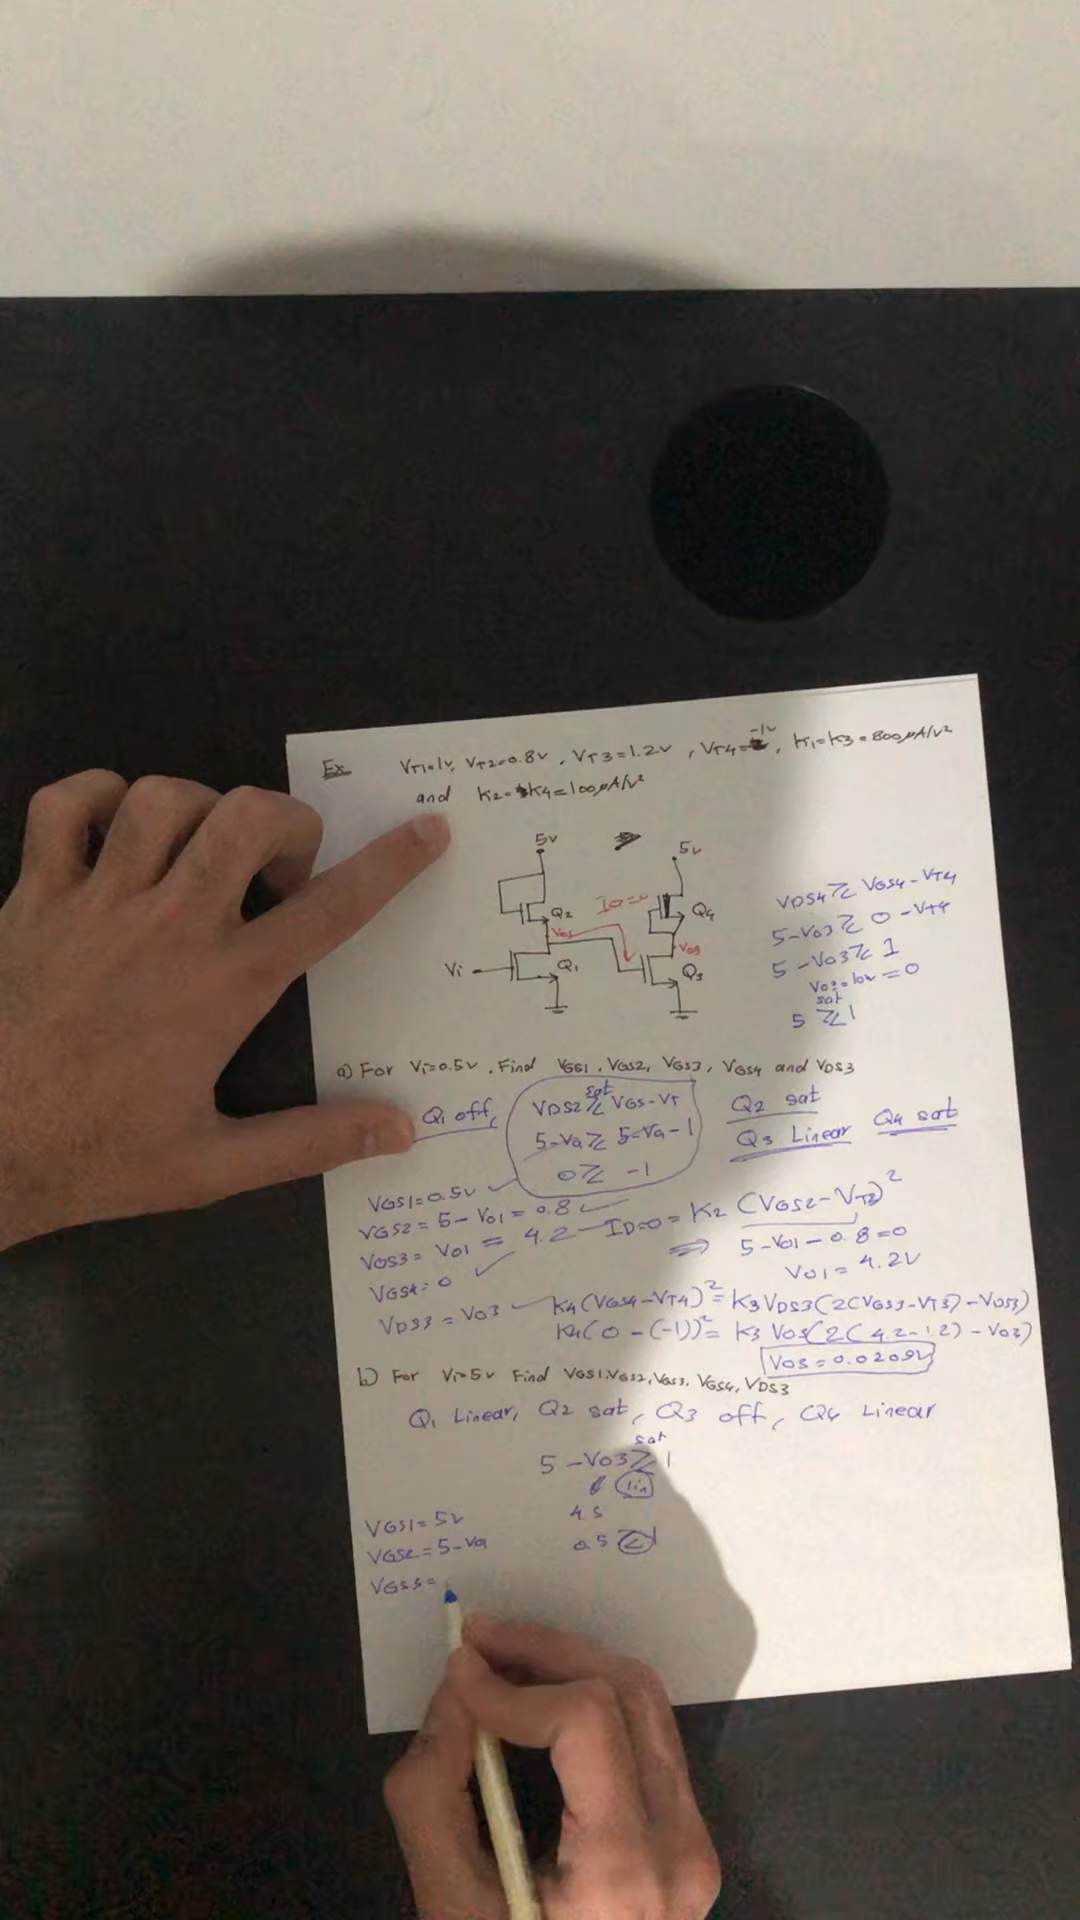 Ex VT1=1V, VT2=0.8V, VT3=1.2V, VT4=-1V, K1=K3=800µA/V²
and K2=K4=100µA/V²
5V
5V
Q2
ID=0
Q4
Vo1
Vo3
Vi
Q1
Q3
VDS4 ≥ VGS4-VT4
5-Vo3 ≥ 0-VT4
5-Vo3 ≥ 1
Vo3=low=0
sat
5 ≥ 1
a) For Vi=0.5V. Find VGS1, VGS2, VGS3, VGS4 and VDS3
Q1 off,
sat
VDS2 ≥ VGS-VT
5-Vo1 ≥ 5-Vo1-1
0 ≥ -1
Q2 sat
Q3 Linear
Q4 sat
VGS1=0.5V
VGS2=5-Vo1=0.8
VGS3=Vo1=4.2
ID=0=K2(VGS2-VT2)²
⇒ 5-Vo1-0.8=0
Vo1=4.2V
VGS4=0
VDS3=Vo3
K4(VGS4-VT4)²=K3VDS3(2(VGS3-VT3)-VDS3)
K4(0-(-1))²=K3 Vo3(2(4.2-1.2)-Vo3)
Vo3=0.0209V
b) For Vi=5V Find VGS1,VGS2,VGS3,VGS4,VDS3
Q1 Linear, Q2 sat, Q3 off, Q4 Linear
sat
5-Vo3 ≥ 1
lin
4.5
0.5 ≥ 1
VGS1=5V
VGS2=5-Vo1
VGS3=